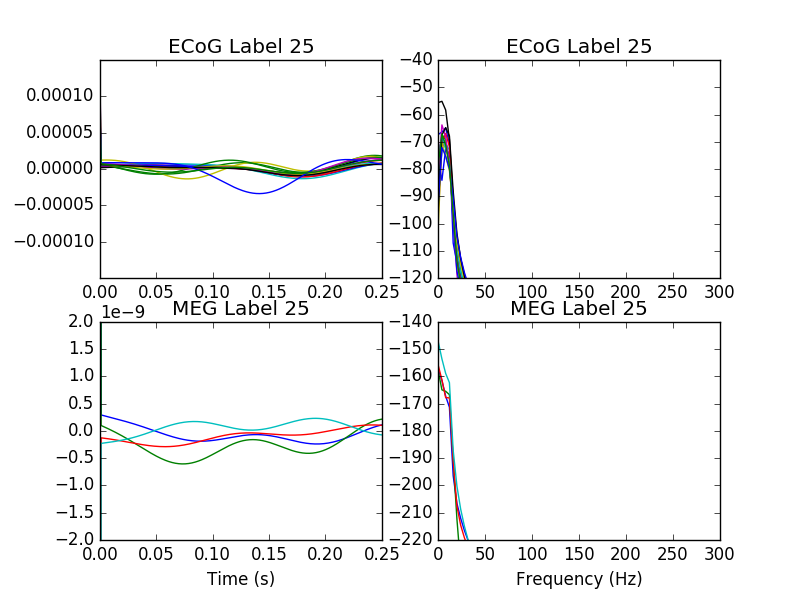 ECoG Label 25
0.00010
0.00005
0.00000
−0.00005
−0.00010
0.00 0.05 0.10 0.15 0.20 0.25
ECoG Label 25
−40
−50
−60
−70
−80
−90
−100
−110
−120
0 50 100 150 200 250 300
MEG Label 25
1e−9
2.0
1.5
1.0
0.5
0.0
−0.5
−1.0
−1.5
−2.0
0.00 0.05 0.10 0.15 0.20 0.25
Time (s)
MEG Label 25
−140
−150
−160
−170
−180
−190
−200
−210
−220
0 50 100 150 200 250 300
Frequency (Hz)